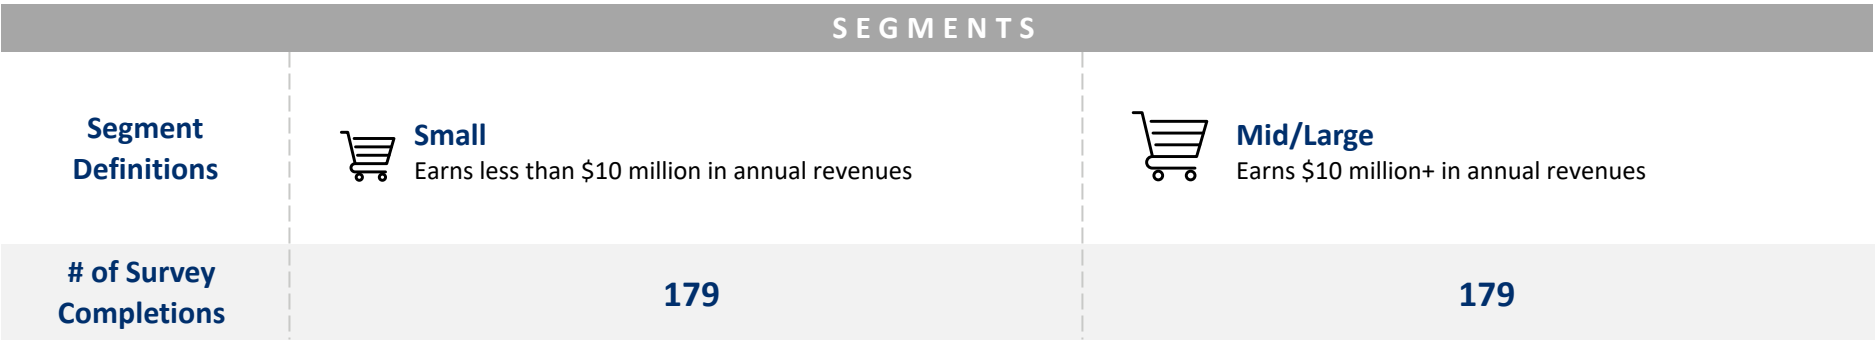 SEGMENTS
Segment
Definitions
Small
Earns less than $10 million in annual revenues
Mid/Large
Earns $10 million+ in annual revenues
# of Survey
Completions
179
179